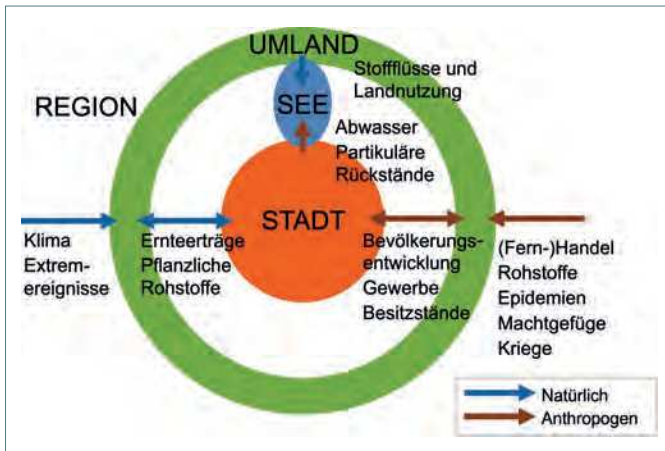 UMLAND
Stoffflüsse und
Landnutzung
REGION
SEE
Abwasser
Partikuläre
Rückstände
STADT
Klima
Extrem-
ereignisse
Ernteerträge
Pflanzliche
Rohstoffe
Bevölkerungs-
entwicklung
Gewerbe
Besitzstände
(Fern-)Handel
Rohstoffe
Epidemien
Machtgefüge
Kriege
Natürlich
Anthropogen